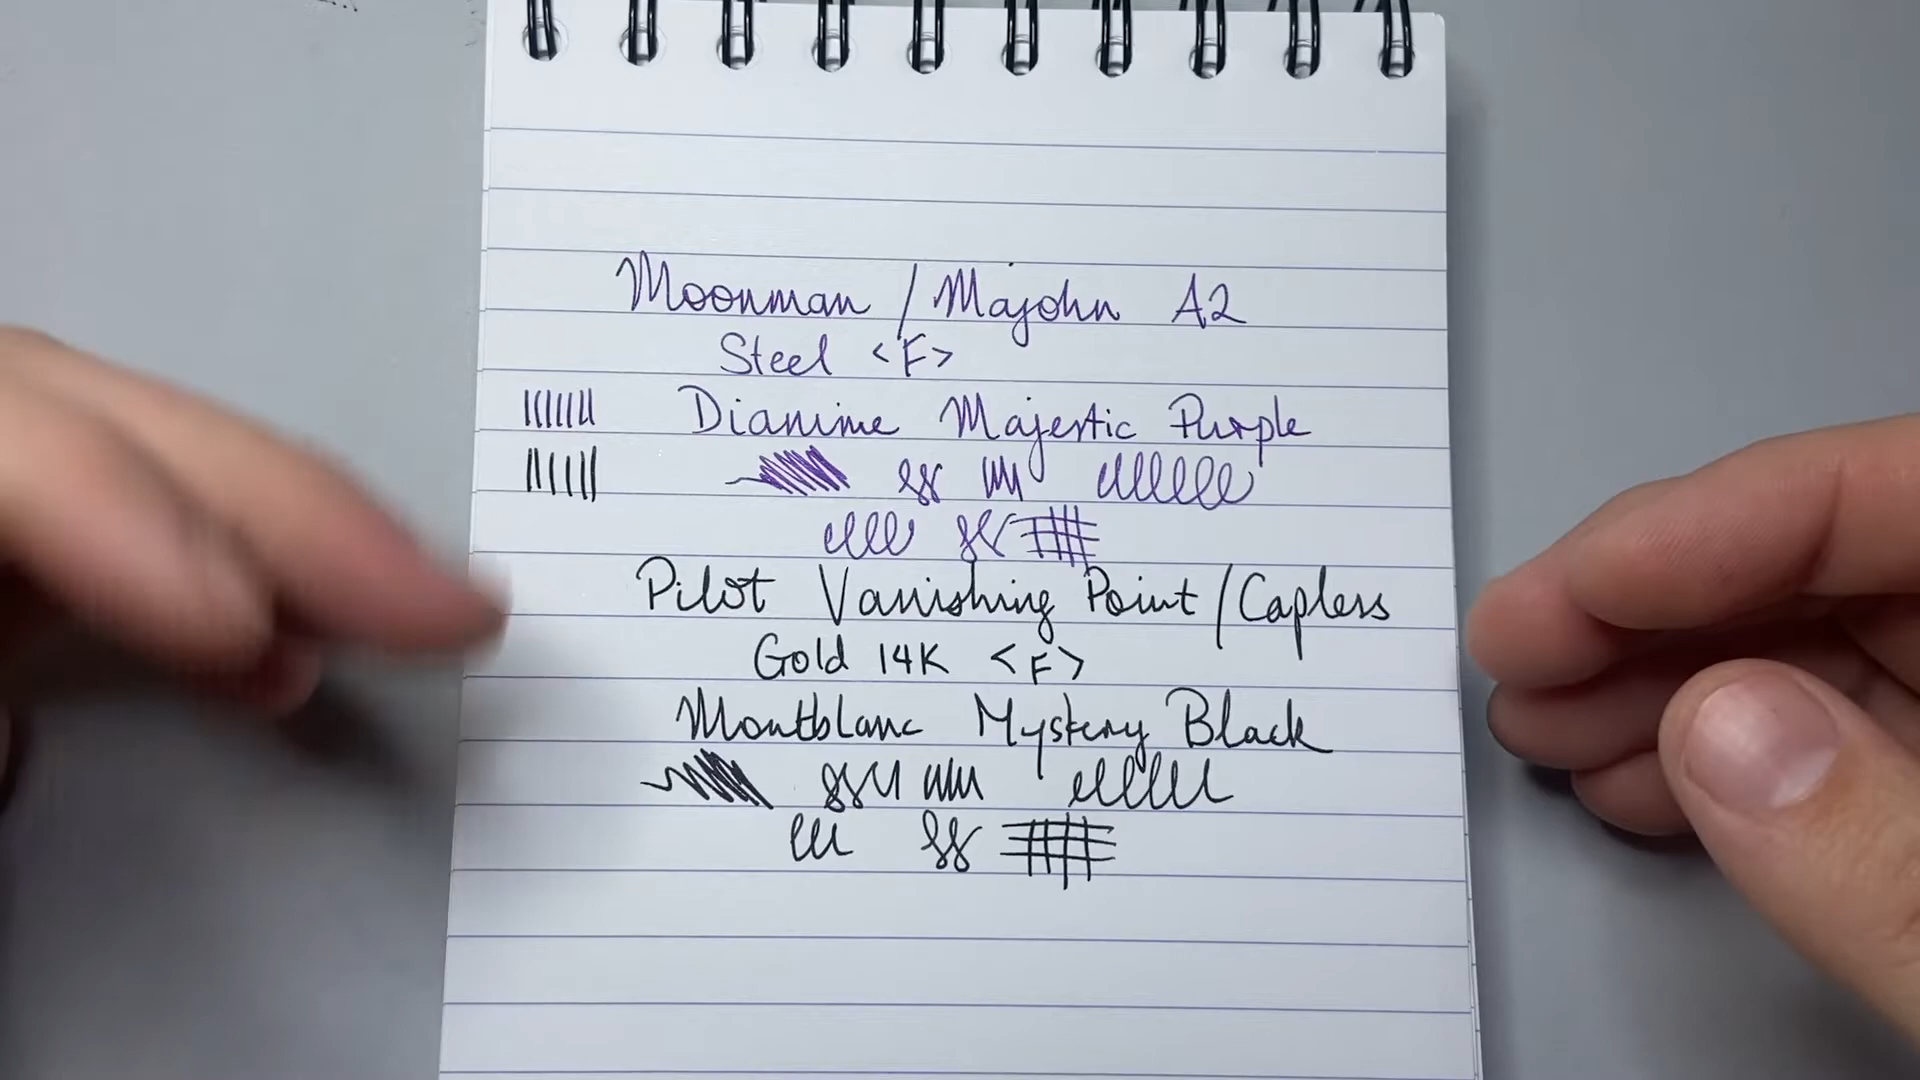 Moonman / Majohn A2
Steel <F>
Diamine Majestic Purple
Pilot Vanishing Point / Capless
Gold 14K <F>
Montblanc Mystery Black